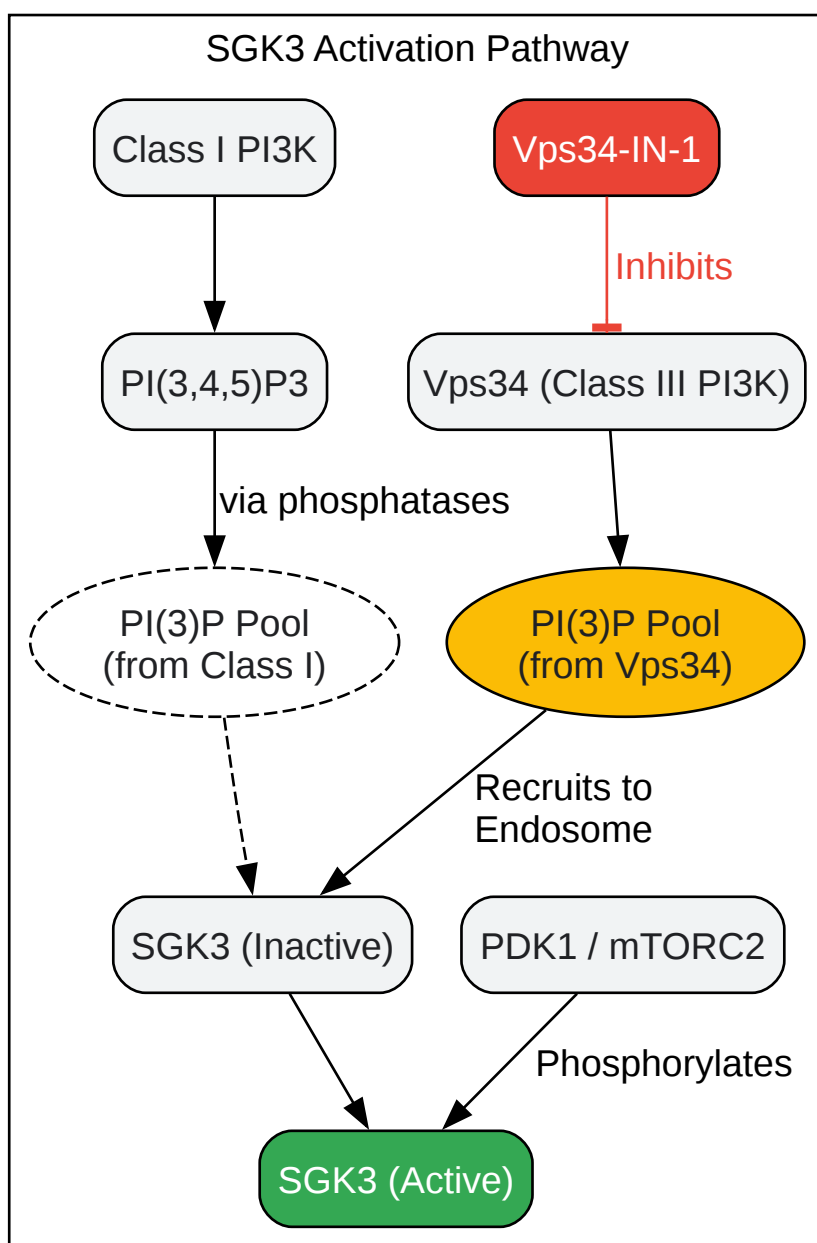 SGK3 Activation Pathway
Class I PI3K
Vps34-IN-1
Inhibits
PI(3,4,5)P3
Vps34 (Class III PI3K)
via phosphatases
PI(3)P Pool
(from Class I)
PI(3)P Pool
(from Vps34)
Recruits to
Endosome
SGK3 (Inactive)
PDK1 / mTORC2
Phosphorylates
SGK3 (Active)